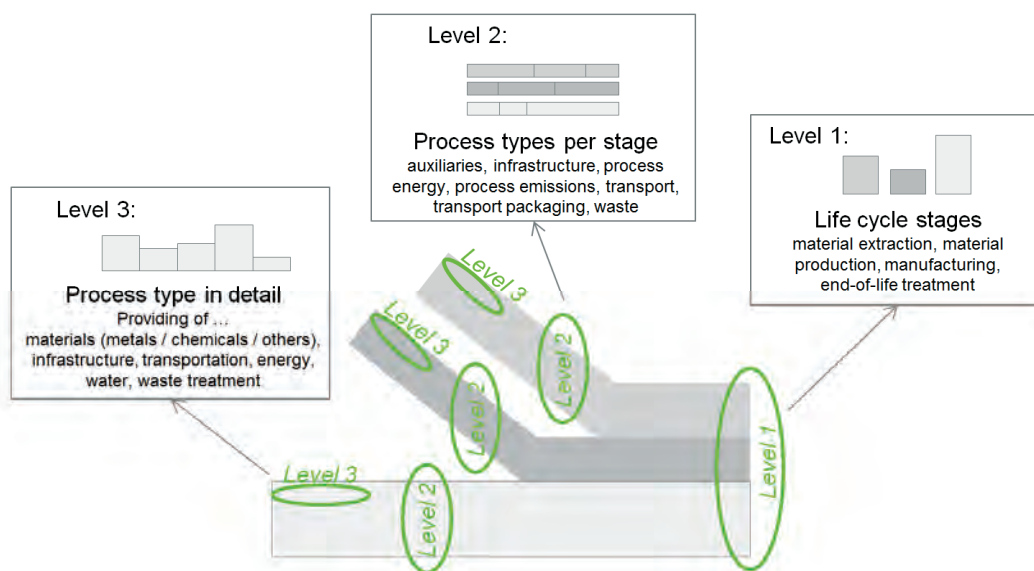 Level 2:
Process types per stage
auxiliaries, infrastructure, process
energy, process emissions, transport,
transport packaging, waste
Level 1:
Life cycle stages
material extraction, material
production, manufacturing,
end-of-life treatment
Level 3:
Process type in detail
Providing of ...
materials (metals / chemicals / others),
infrastructure, transportation, energy,
water, waste treatment
Level 3
Level 3
Level 2
Level 2
Level 1
Level 3
Level 2